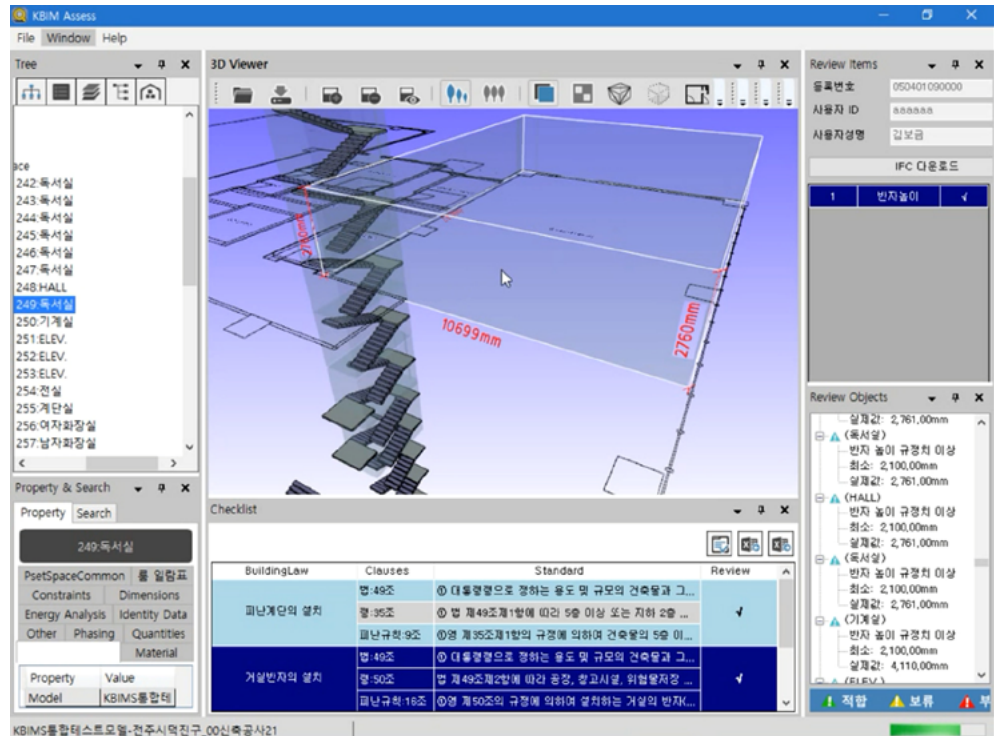 KBIM Assess
File Window Help
Tree
ace
242:독서실
243:독서실
244:독서실
245:독서실
246:독서실
247:독서실
248:HALL
249:독서실
250:기계실
251:ELEV.
252:ELEV.
253:ELEV.
254:전실
255:계단실
256:여자화장실
257:남자화장실
Property & Search
Property Search
249:독서실
PsetSpaceCommon 룸 일람표
Constraints Dimensions
Energy Analysis Identity Data
Other Phasing Quantities
Material
Property Value
Model KBIMS통합테
3D Viewer
2760mm
10699mm
2760mm
Checklist
BuildingLaw Clauses Standard Review
피난계단의 설치
법:49조 ① 대통령령으로 정하는 용도 및 규모의 건축물과 그...
령:35조 ① 법 제49조제1항에 따라 5층 이상 또는 지하 2층 ...
피난규칙:9조 ①영 제35조제1항의 규정에 의하여 건축물의 5층 이...
√
거실반자의 설치
법:49조 ① 대통령령으로 정하는 용도 및 규모의 건축물과 그...
령:50조 법 제49조제2항에 따라 공장, 창고시설, 위험물저장 ...
피난규칙:16조 ①영 제50조의 규정에 의하여 설치하는 거실의 반자(...
√
Review Items
등록번호 050401090000
사용자 ID aaaaaa
사용자성명 김보금
IFC 다운로드
1 반자높이 √
Review Objects
실제값: 2,761.00mm
(독서실)
반자 높이 규정치 이상
최소: 2,100.00mm
실제값: 2,761.00mm
(HALL)
반자 높이 규정치 이상
최소: 2,100.00mm
실제값: 2,761.00mm
(독서실)
반자 높이 규정치 이상
최소: 2,100.00mm
실제값: 2,761.00mm
(기계실)
반자 높이 규정치 이상
최소: 2,100.00mm
실제값: 4,110.00mm
(ELEV.)
적합 보류 부
KBIMS통합테스트모델-전주시덕진구_00신축공사21